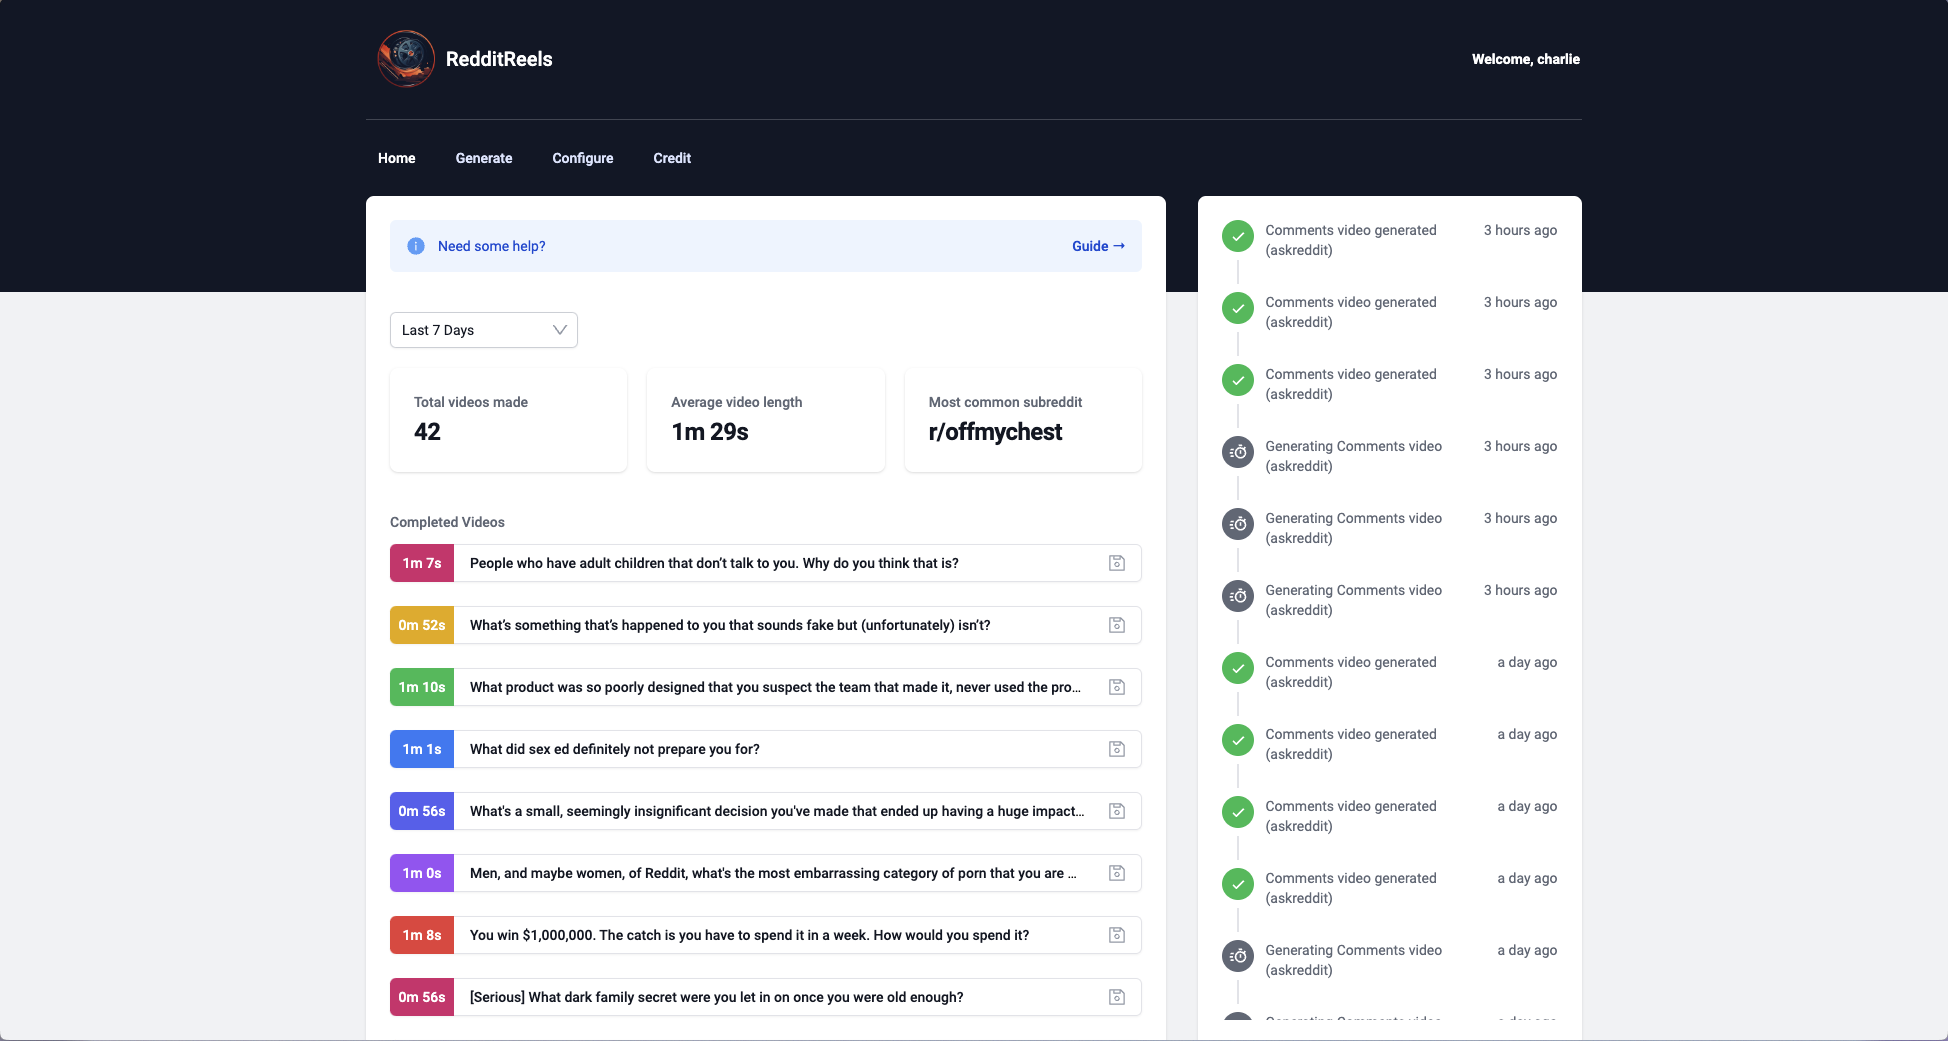 RedditReels
Welcome, charlie
Home
Generate
Configure
Credit
Need some help?
Guide →
Last 7 Days
Total videos made
42
Average video length
1m 29s
Most common subreddit
r/offmychest
Completed Videos
1m 7s
People who have adult children that don’t talk to you. Why do you think that is?
0m 52s
What’s something that’s happened to you that sounds fake but (unfortunately) isn’t?
1m 10s
What product was so poorly designed that you suspect the team that made it, never used the pro…
1m 1s
What did sex ed definitely not prepare you for?
0m 56s
What's a small, seemingly insignificant decision you've made that ended up having a huge impact…
1m 0s
Men, and maybe women, of Reddit, what's the most embarrassing category of porn that you are …
1m 8s
You win $1,000,000. The catch is you have to spend it in a week. How would you spend it?
0m 56s
[Serious] What dark family secret were you let in on once you were old enough?
Comments video generated 3 hours ago
(askreddit)
Comments video generated 3 hours ago
(askreddit)
Comments video generated 3 hours ago
(askreddit)
Generating Comments video 3 hours ago
(askreddit)
Generating Comments video 3 hours ago
(askreddit)
Generating Comments video 3 hours ago
(askreddit)
Comments video generated a day ago
(askreddit)
Comments video generated a day ago
(askreddit)
Comments video generated a day ago
(askreddit)
Comments video generated a day ago
(askreddit)
Generating Comments video a day ago
(askreddit)
Generating Comments video a day ago